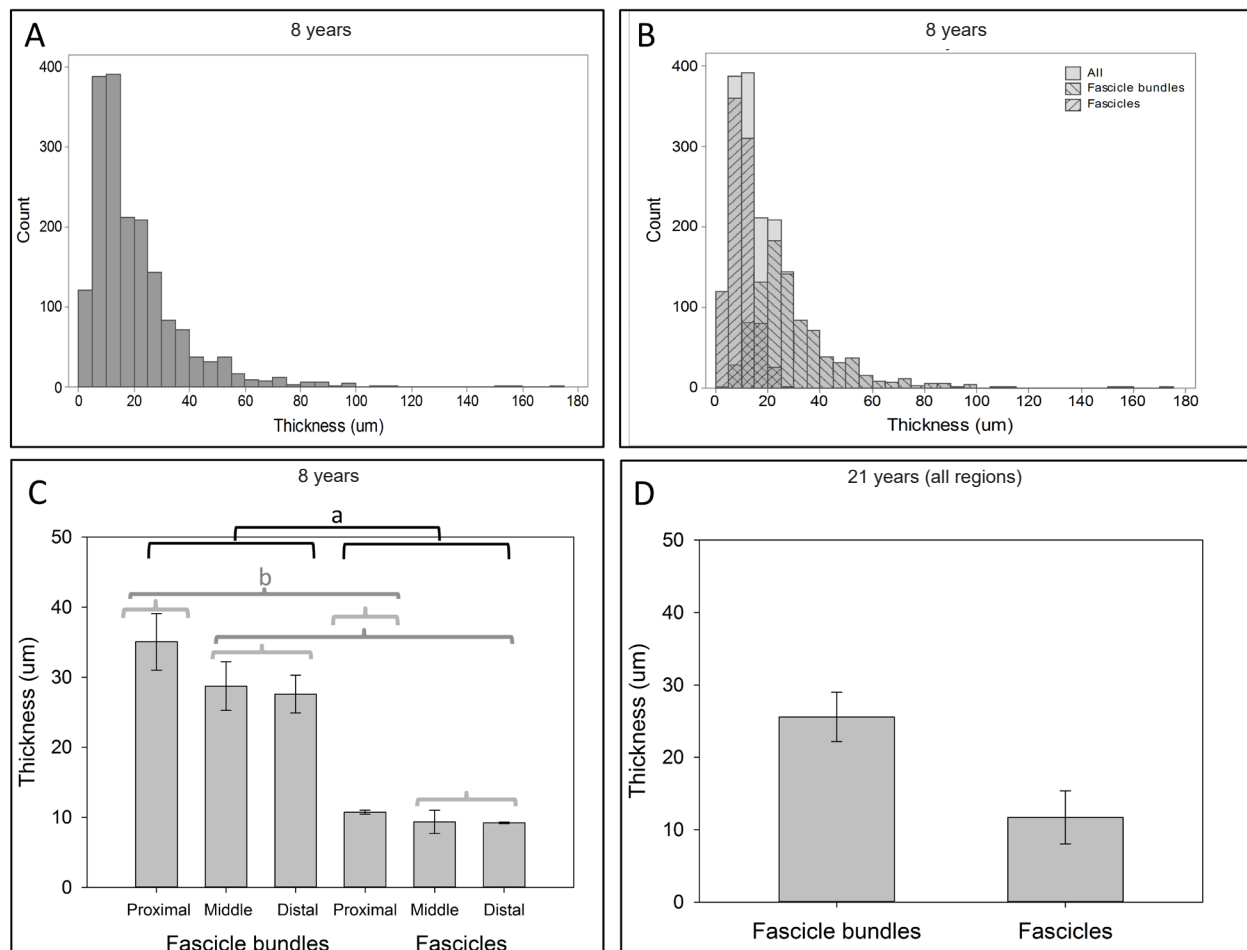 A
8 years
400
300
200
100
0
Count
0 20 40 60 80 100 120 140 160 180
Thickness (um)
B
8 years
All
Fascicle bundles
Fascicles
400
300
200
100
0
Count
0 20 40 60 80 100 120 140 160 180
Thickness (um)
C
8 years
a
b
50
40
30
20
10
0
Thickness (um)
Proximal Middle Distal Proximal Middle Distal
Fascicle bundles Fascicles
D
21 years (all regions)
50
40
30
20
10
0
Thickness (um)
Fascicle bundles Fascicles